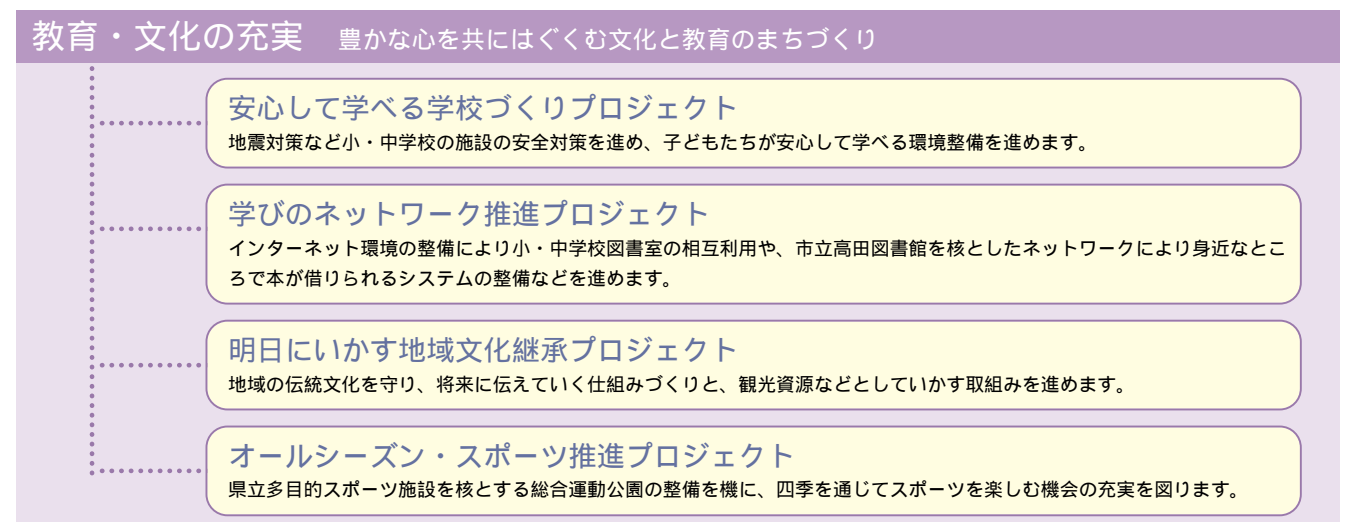 教育・文化の充実　豊かな心を共にはぐくむ文化と教育のまちづくり
安心して学べる学校づくりプロジェクト
地震対策など小・中学校の施設の安全対策を進め、子どもたちが安心して学べる環境整備を進めます。
学びのネットワーク推進プロジェクト
インターネット環境の整備により小・中学校図書室の相互利用や、市立高田図書館を核としたネットワークにより身近なとこ
ろで本が借りられるシステムの整備などを進めます。
明日にいかす地域文化継承プロジェクト
地域の伝統文化を守り、将来に伝えていく仕組みづくりと、観光資源などとしていかす取組みを進めます。
オールシーズン・スポーツ推進プロジェクト
県立多目的スポーツ施設を核とする総合運動公園の整備を機に、四季を通じてスポーツを楽しむ機会の充実を図ります。